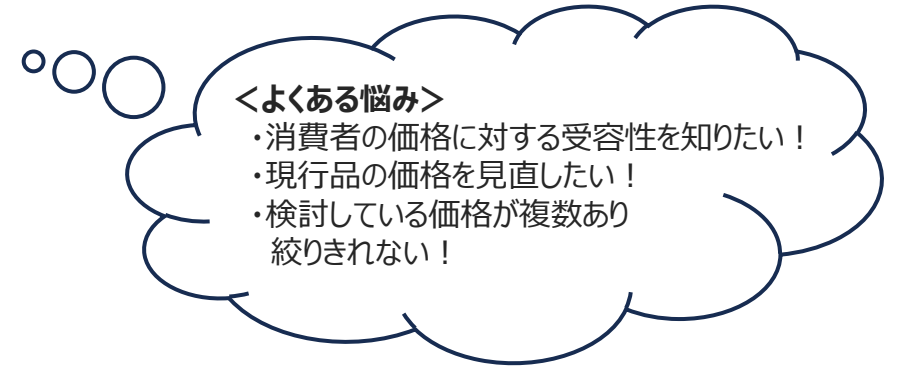 ＜よくある悩み＞
・消費者の価格に対する受容性を知りたい！
・現行品の価格を見直したい！
・検討している価格が複数あり
絞りきれない！